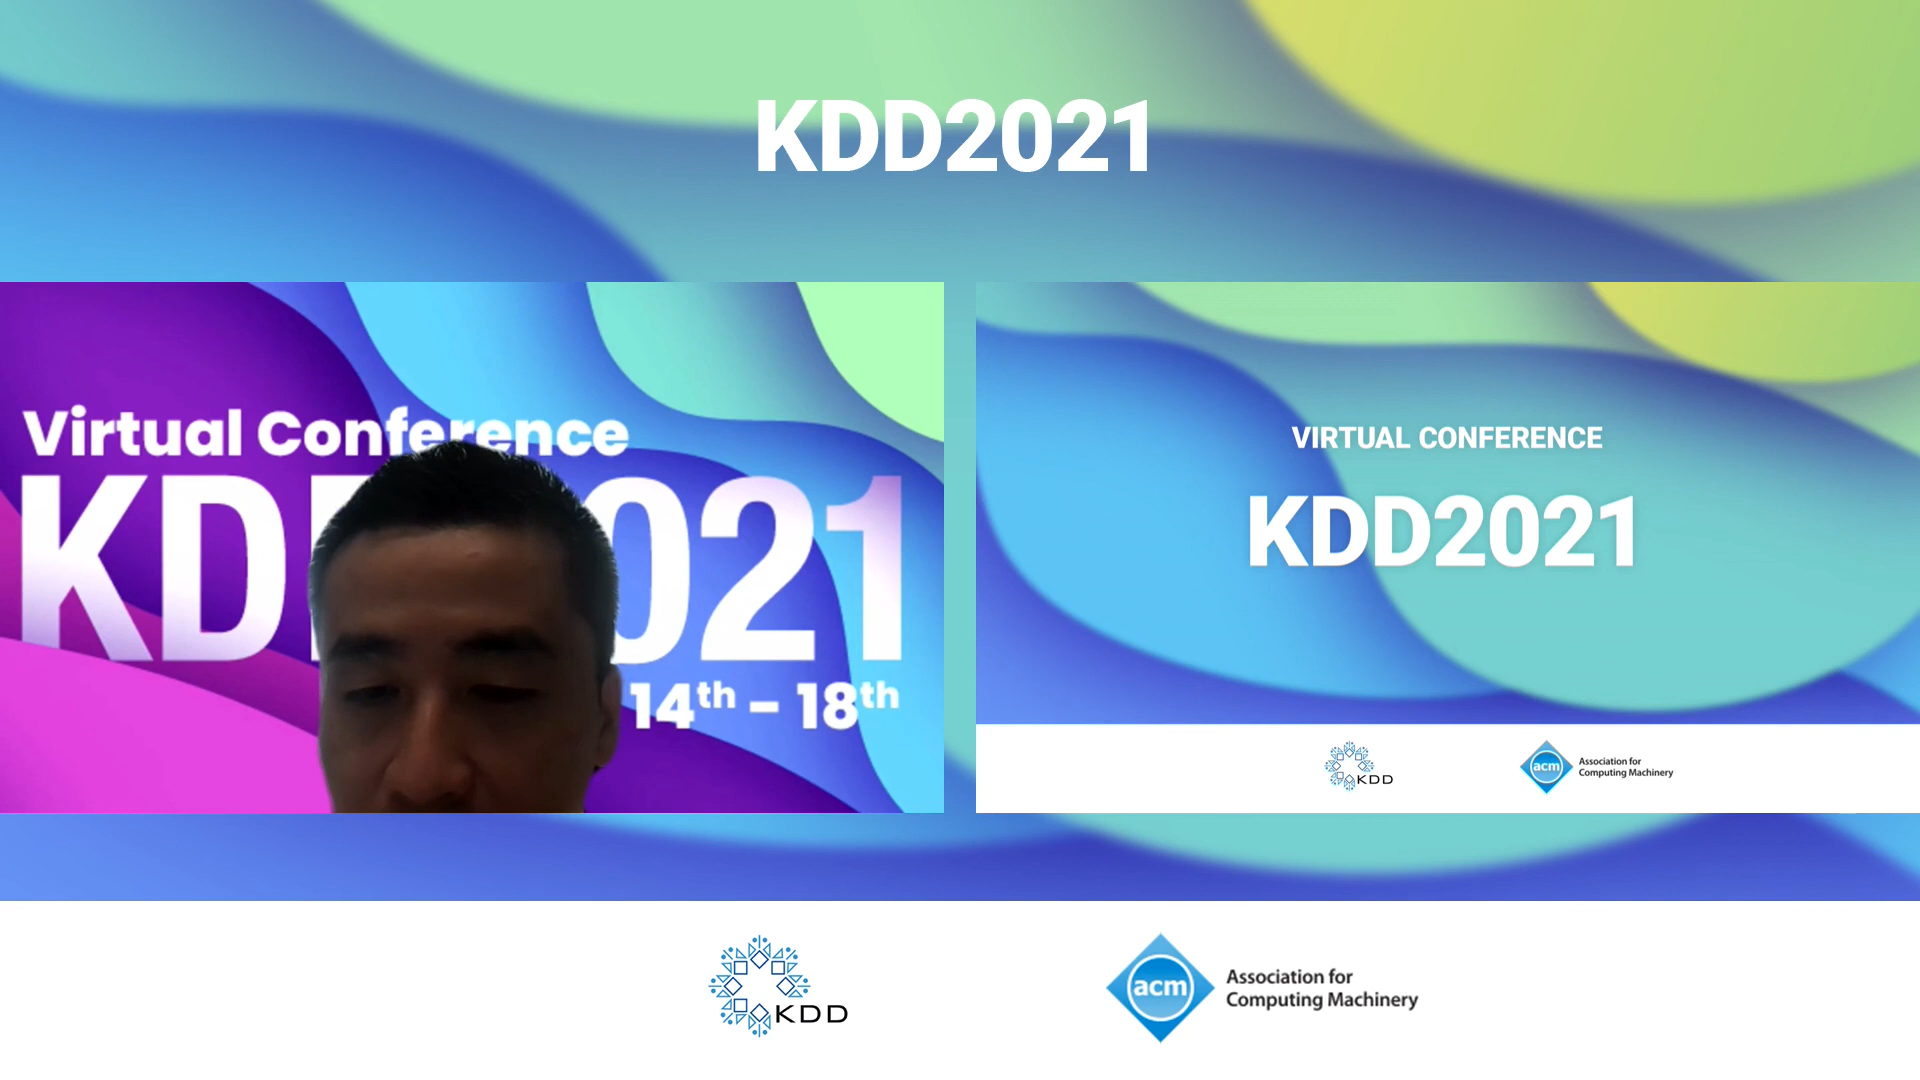 KDD2021
Virtual Conference
KD 021
14th - 18th
VIRTUAL CONFERENCE
KDD2021
KDD
acm
Association for
Computing Machinery
KDD
acm
Association for
Computing Machinery